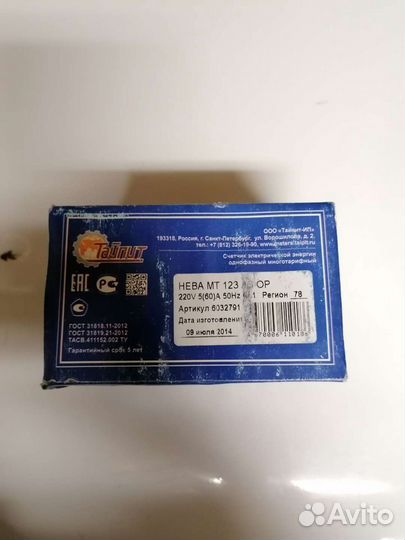 Тайпит
ООО «Тайпит-ИП»
193318, Россия, г. Санкт-Петербург, ул. Ворошилова, д. 2.
тел.: +7 (812) 326-10-90, www.meters.taipit.ru
Счетчик электрической энергии
однофазный многотарифный
EAC
НЕВА МТ 123 ОР
220V 5(60)A 50Hz Регион 78
Артикул 6032791
Дата изготовления
09 июля 2014
ГОСТ 31818.11-2012
ГОСТ 31819.21-2012
ТАСВ.411152.002 ТУ
Гарантийный срок 5 лет
Avito